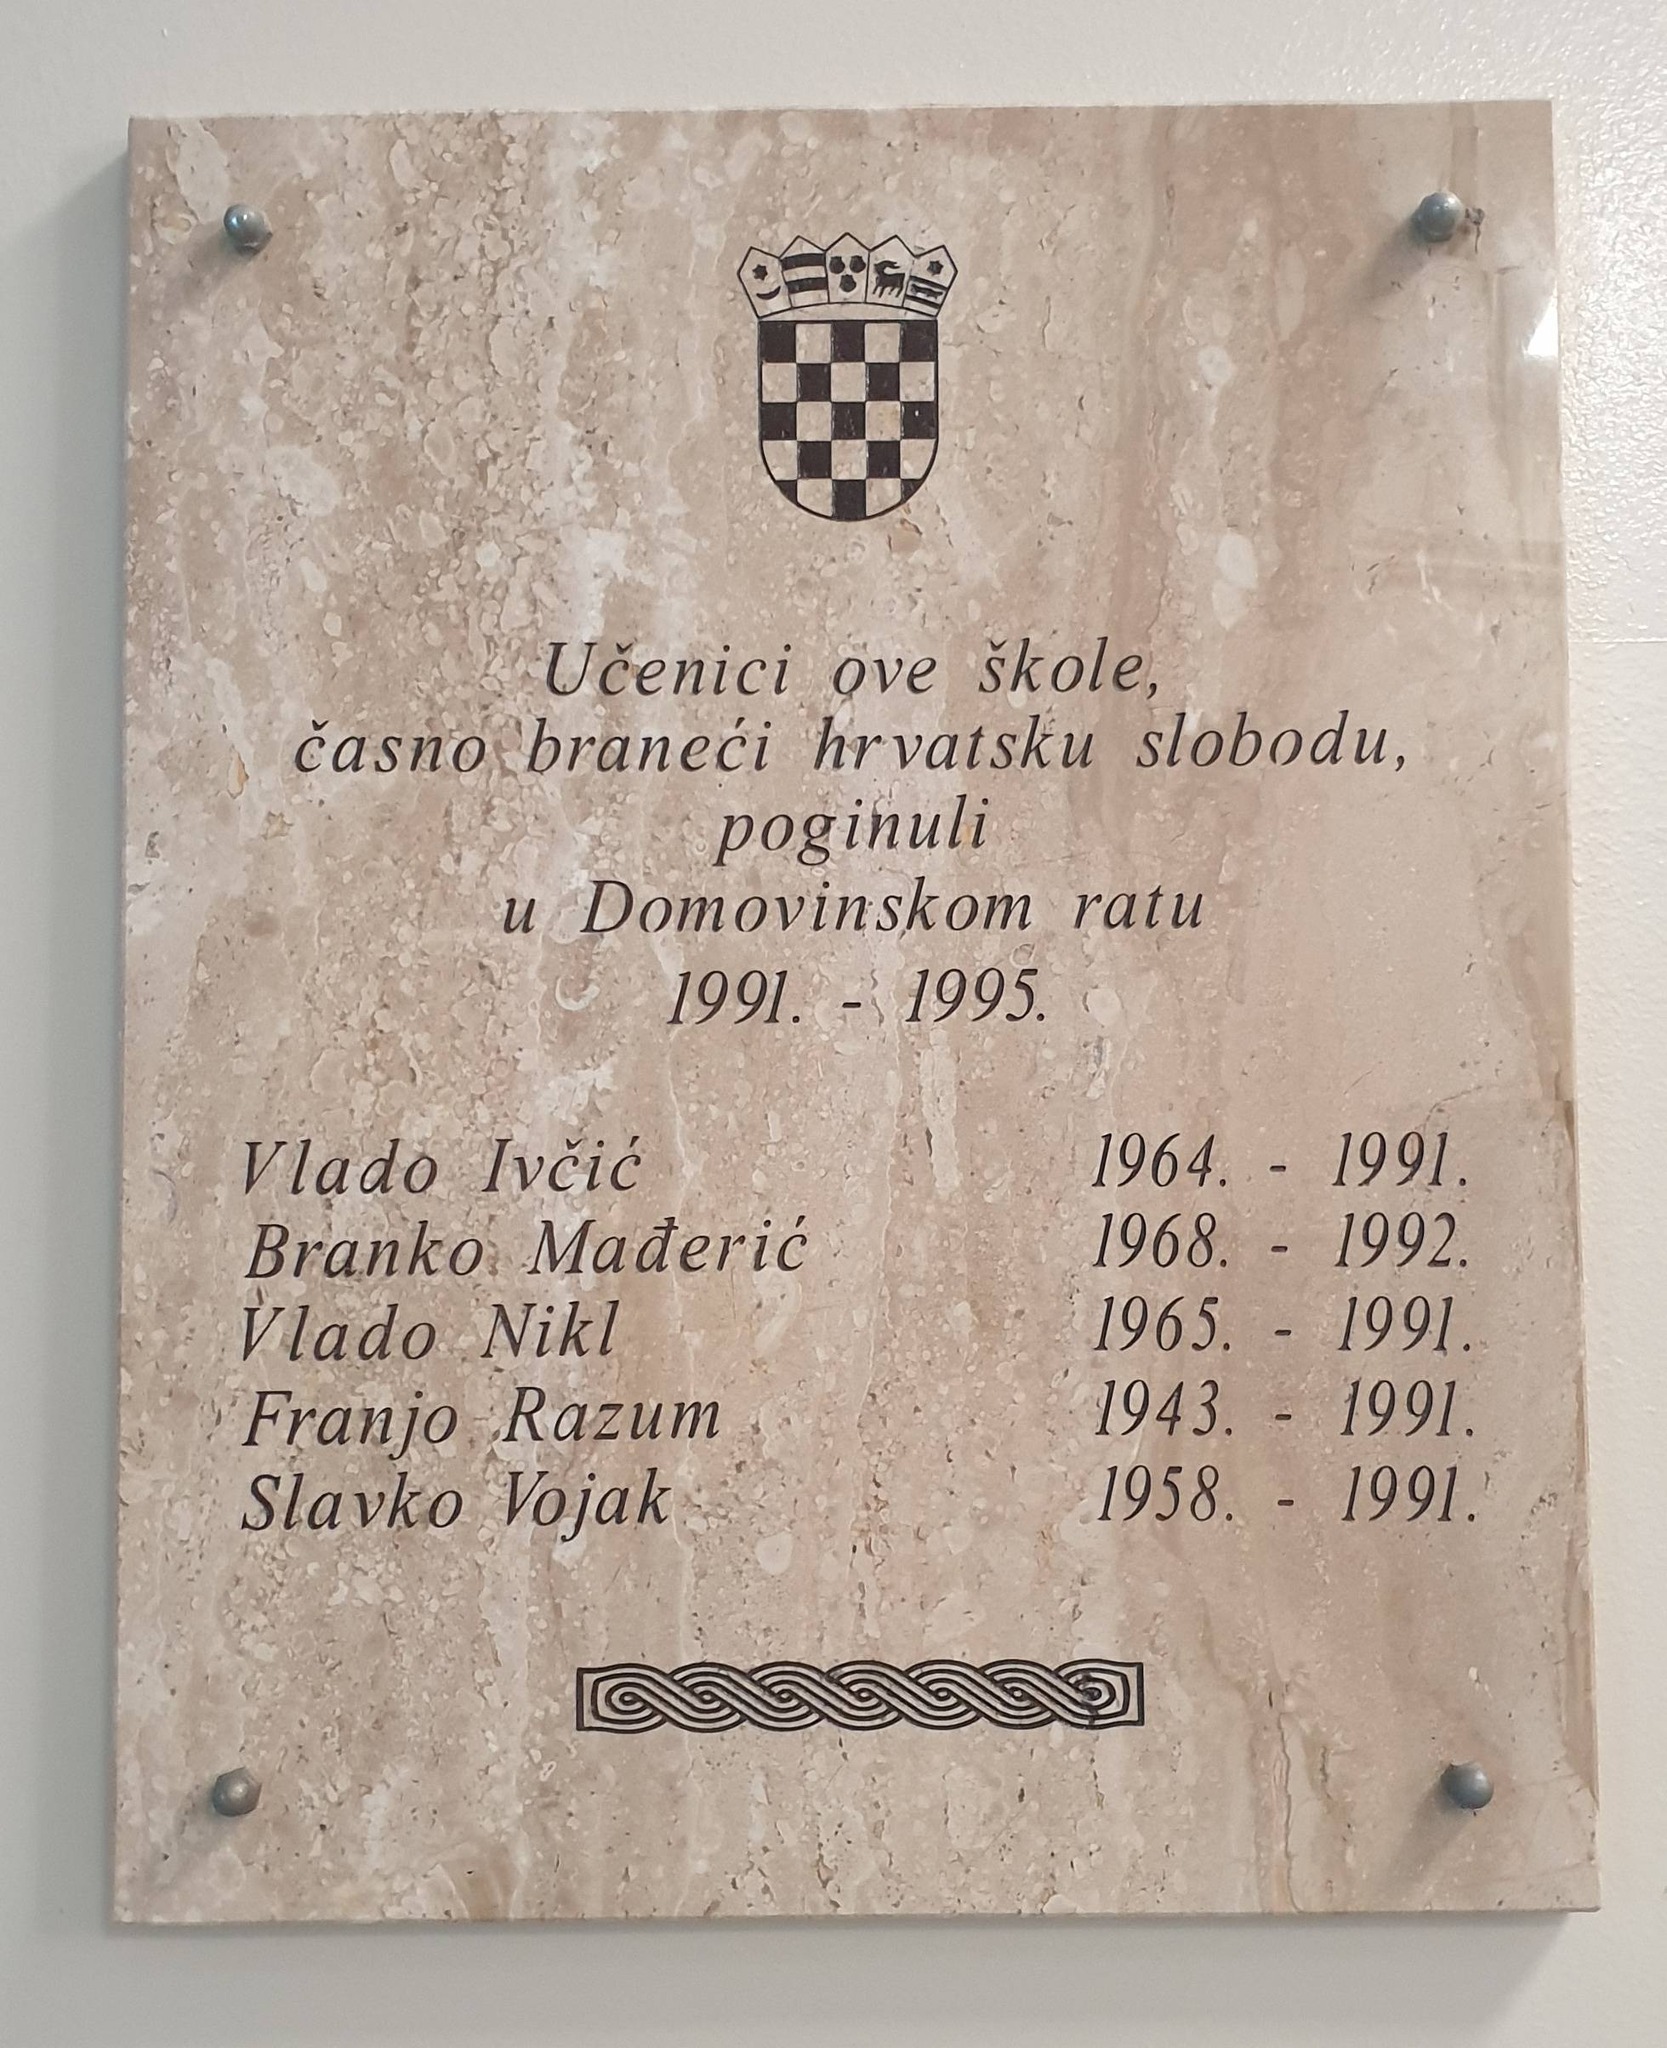 Učenici ove škole,
časno braneći hrvatsku slobodu,
poginuli
u Domovinskom ratu
1991. - 1995.
Vlado Ivčić 1964. - 1991.
Branko Mađerić 1968. - 1992.
Vlado Nikl 1965. - 1991.
Franjo Razum 1943. - 1991.
Slavko Vojak 1958. - 1991.